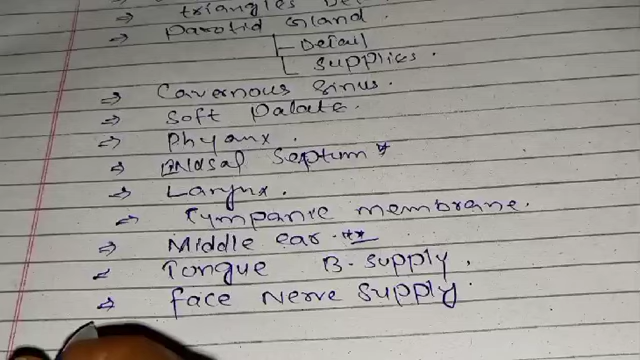 ⇒ triangles
⇒ Parotid Gland
Detail
Supplies.
⇒ Cavernous Sinus.
⇒ Soft Palate.
⇒ Phyanx.
⇒ Nasal Septum *
⇒ Larynx.
⇒ Tympanic membrane.
⇒ Middle ear. **
⇒ Tongue B. supply.
⇒ face Nerve supply.